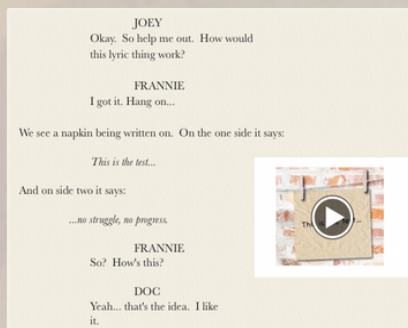 JOEY
Okay. So help me out. How would
this lyric thing work?
FRANNIE
I got it. Hang on...
We see a napkin being written on. On the one side it says:
This is the test...
And on side two it says:
...no struggle, no progress.
FRANNIE
So? How's this?
DOC
Yeah... that's the idea. I like
it.